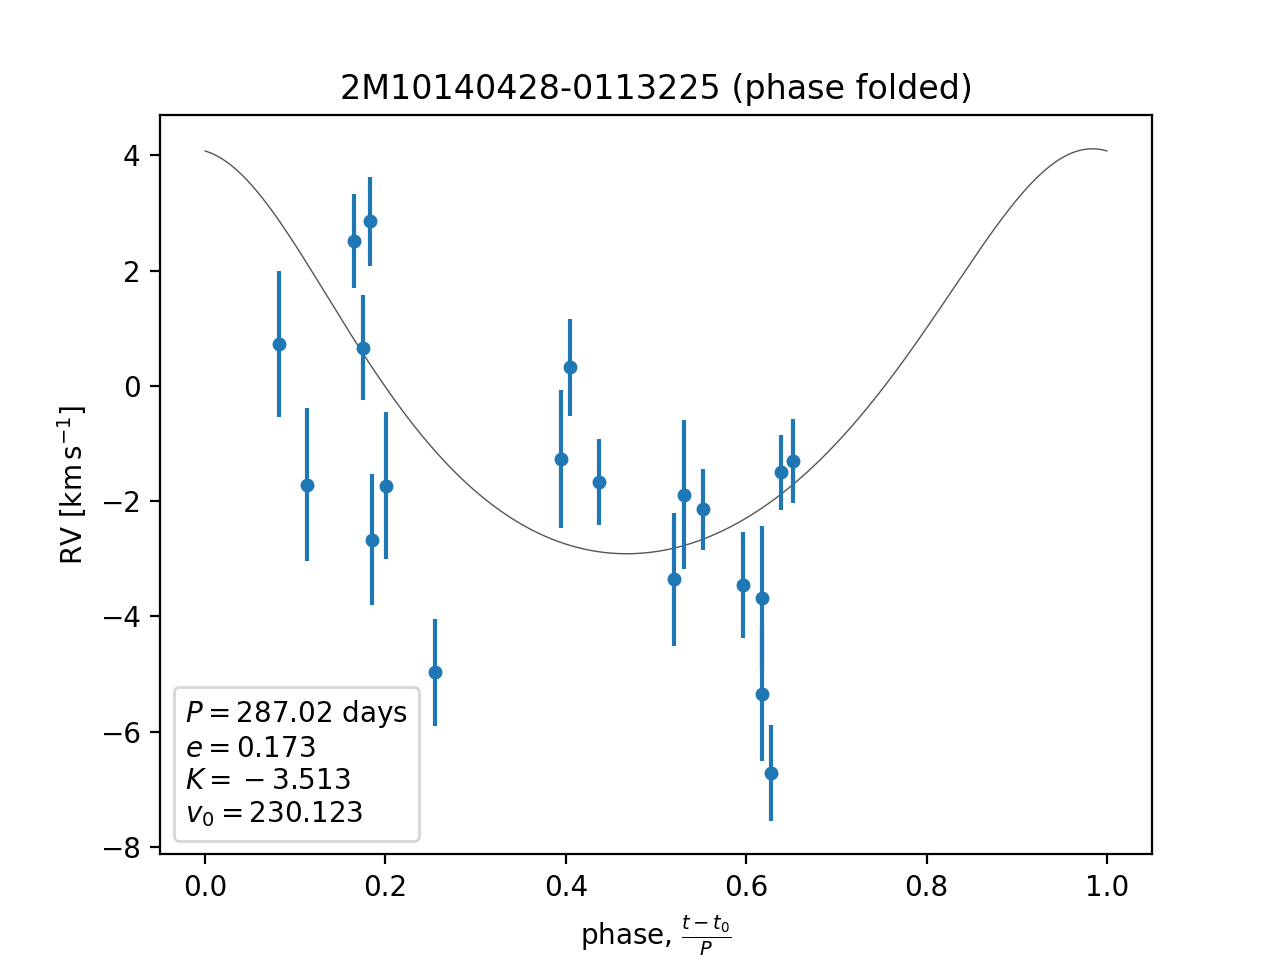 2M10140428-0113225 (phase folded)
4
2
0
−2
−4
−6
−8
RV [km s⁻¹]
P = 287.02 days
e = 0.173
K = −3.513
v₀ = 230.123
0.0 0.2 0.4 0.6 0.8 1.0
phase, (t − t₀)/P